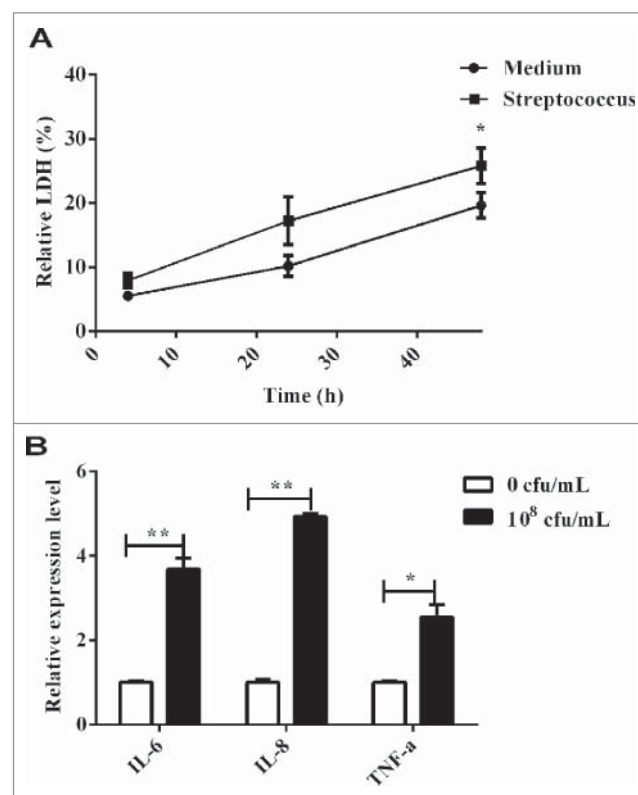 A
Medium
Streptococcus
*
40
30
20
10
0
Relative LDH (%)
0 10 20 30 40
Time (h)
B
0 cfu/mL
10⁸ cfu/mL
** ** *
6
4
2
0
Relative expression level
IL-6 IL-8 TNF-a